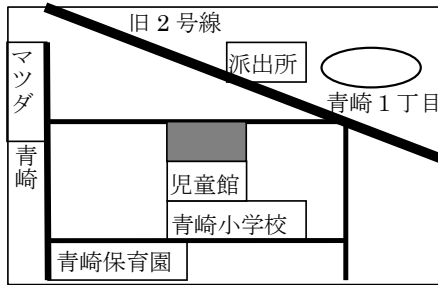 旧2号線
派出所
青崎1丁目
マツダ
青崎
児童館
青崎小学校
青崎保育園